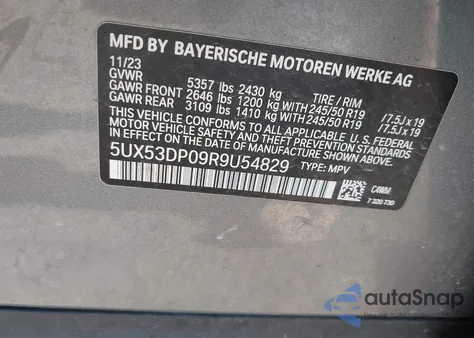 MFD BY BAYERISCHE MOTOREN WERKE AG
11/23
GVWR 5357 lbs 2430 kg TIRE / RIM
GAWR FRONT 2646 lbs 1200 kg WITH 245/50 R19 /7.5J x 19
GAWR REAR 3109 lbs 1410 kg WITH 245/50 R19 /7.5J x 19
THIS VEHICLE CONFORMS TO ALL APPLICABLE U.S. FEDERAL
MOTOR VEHICLE SAFETY, BUMPER, AND THEFT PREVENTION
STANDARDS IN EFFECT ON THE DATE OF MANUFACTURE SHOWN ABOVE.
5UX53DP09R9U54829 TYPE: MPV
C4WM
7 320 730
autoSnap